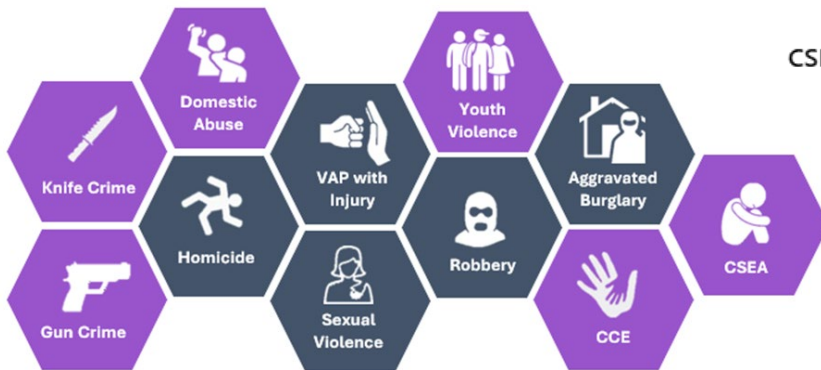 CSE
Domestic
Abuse
Youth
Violence
Knife Crime
VAP with
Injury
Aggravated
Burglary
Homicide
Robbery
CSEA
Gun Crime
Sexual
Violence
CCE